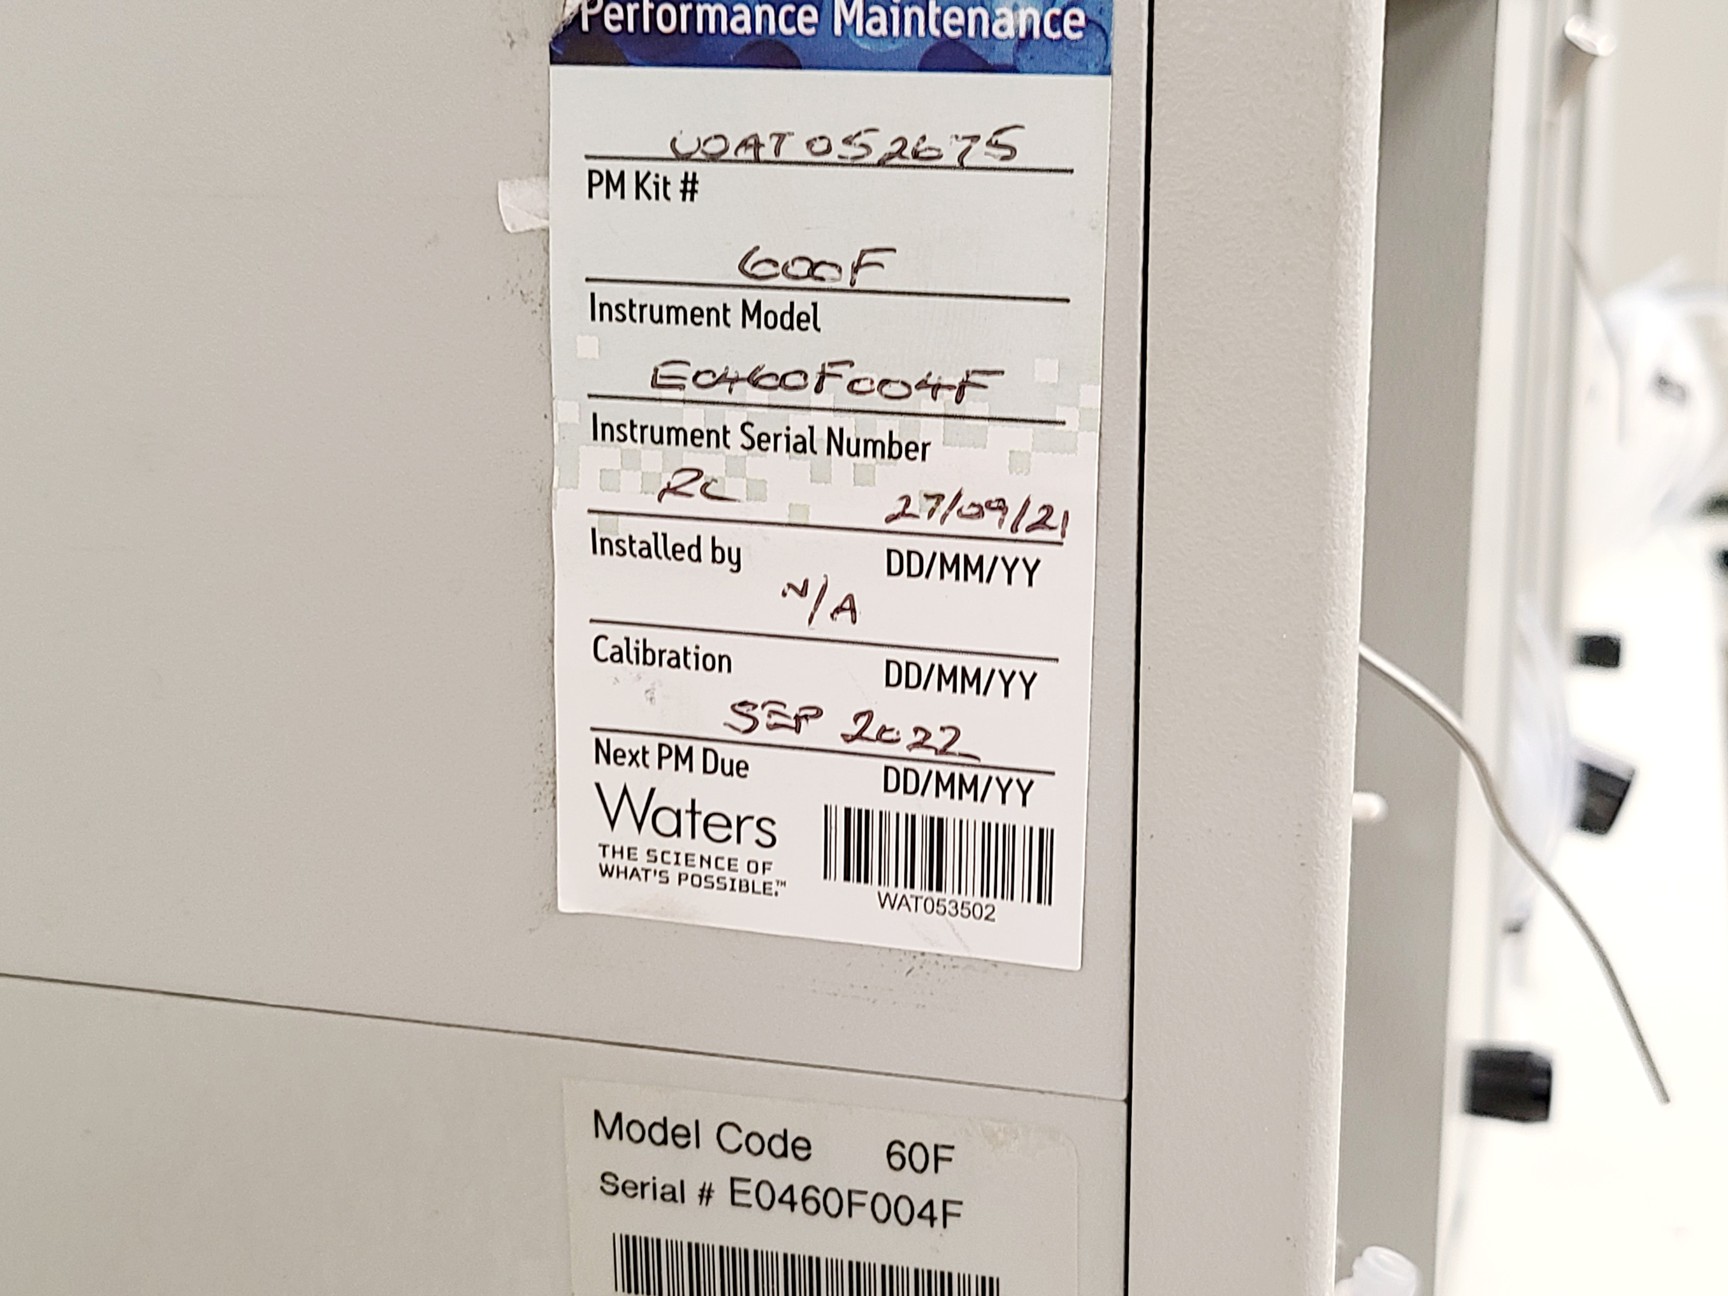 Performance Maintenance
WAT052675
PM Kit #
600F
Instrument Model
E0460F004F
Instrument Serial Number
RC 27/09/21
Installed by DD/MM/YY
N/A
Calibration DD/MM/YY
SEP 2022
Next PM Due DD/MM/YY
Waters
THE SCIENCE OF
WHAT'S POSSIBLE.™
WAT053502
Model Code 60F
Serial # E0460F004F